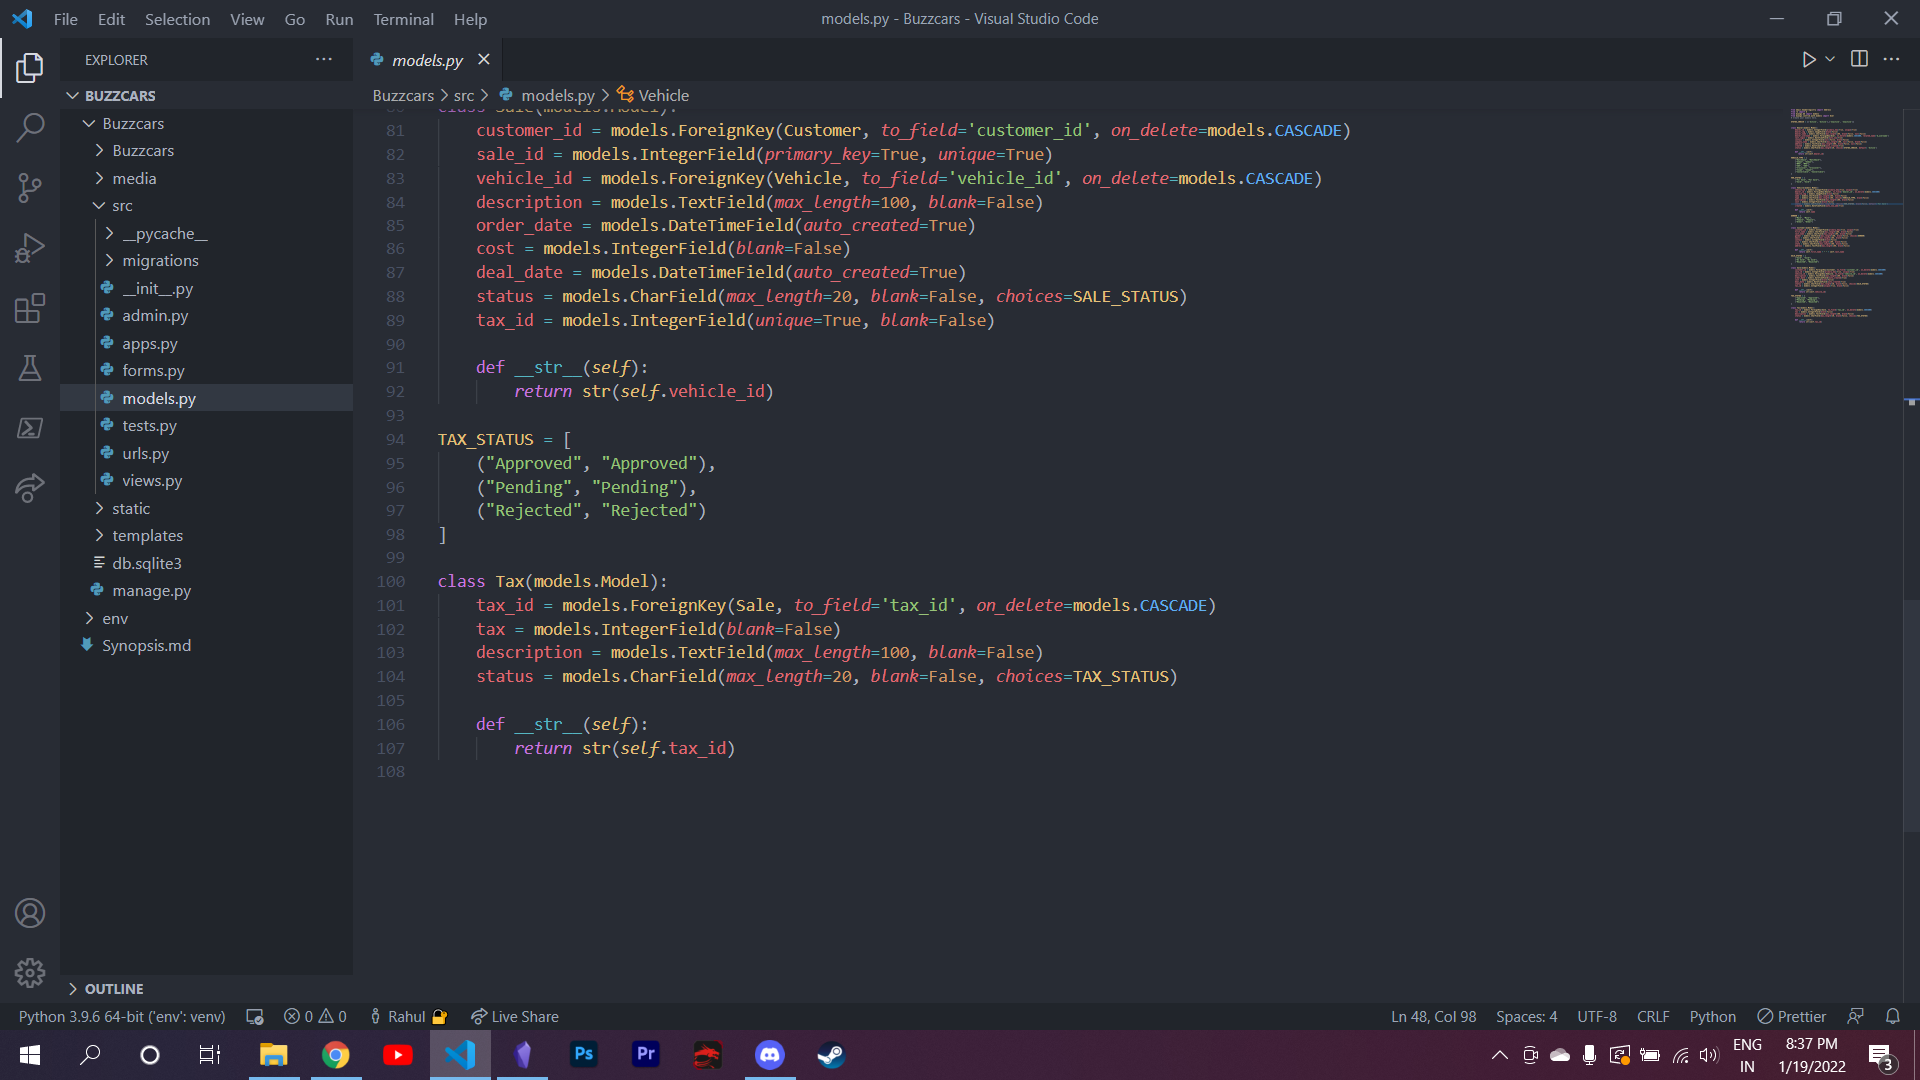 File Edit Selection View Go Run Terminal Help
models.py - Buzzcars - Visual Studio Code
EXPLORER
models.py
BUZZCARS
Buzzcars
Buzzcars
media
src
__pycache__
migrations
__init__.py
admin.py
apps.py
forms.py
models.py
tests.py
urls.py
views.py
static
templates
db.sqlite3
manage.py
env
Synopsis.md
OUTLINE
Buzzcars > src > models.py > Vehicle
80 class Sale(models.Model):
81 customer_id = models.ForeignKey(Customer, to_field='customer_id', on_delete=models.CASCADE)
82 sale_id = models.IntegerField(primary_key=True, unique=True)
83 vehicle_id = models.ForeignKey(Vehicle, to_field='vehicle_id', on_delete=models.CASCADE)
84 description = models.TextField(max_length=100, blank=False)
85 order_date = models.DateTimeField(auto_created=True)
86 cost = models.IntegerField(blank=False)
87 deal_date = models.DateTimeField(auto_created=True)
88 status = models.CharField(max_length=20, blank=False, choices=SALE_STATUS)
89 tax_id = models.IntegerField(unique=True, blank=False)
90
91 def __str__(self):
92 return str(self.vehicle_id)
93
94 TAX_STATUS = [
95 ("Approved", "Approved"),
96 ("Pending", "Pending"),
97 ("Rejected", "Rejected")
98 ]
99
100 class Tax(models.Model):
101 tax_id = models.ForeignKey(Sale, to_field='tax_id', on_delete=models.CASCADE)
102 tax = models.IntegerField(blank=False)
103 description = models.TextField(max_length=100, blank=False)
104 status = models.CharField(max_length=20, blank=False, choices=TAX_STATUS)
105
106 def __str__(self):
107 return str(self.tax_id)
108
Python 3.9.6 64-bit ('env': venv) 0 0 Rahul Live Share
Ln 48, Col 98 Spaces: 4 UTF-8 CRLF Python Prettier
Ps Pr
ENG
IN
8:37 PM
1/19/2022
3